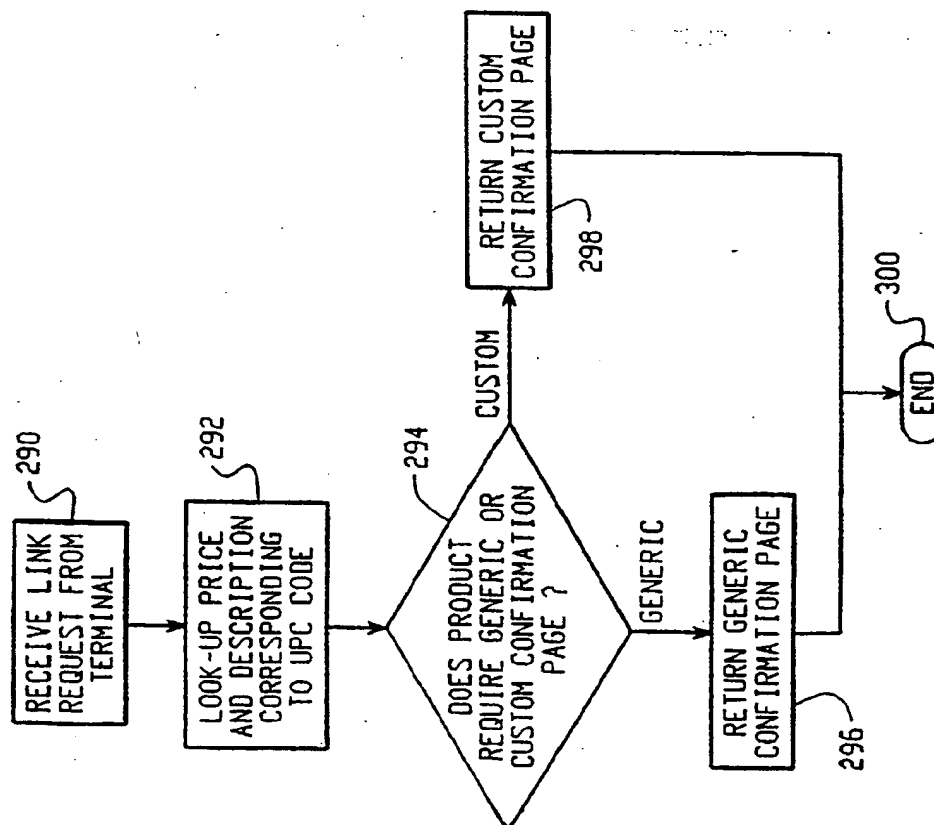 290
RECEIVE LINK
REQUEST FROM
TERMINAL
292
LOOK-UP PRICE
AND DESCRIPTION
CORRESPONDING
TO UPC CODE
294
DOES PRODUCT
REQUIRE GENERIC OR
CUSTOM CONFIRMATION
PAGE ?
CUSTOM
RETURN CUSTOM
CONFIRMATION PAGE
298
GENERIC
RETURN GENERIC
CONFIRMATION PAGE
296
300
END